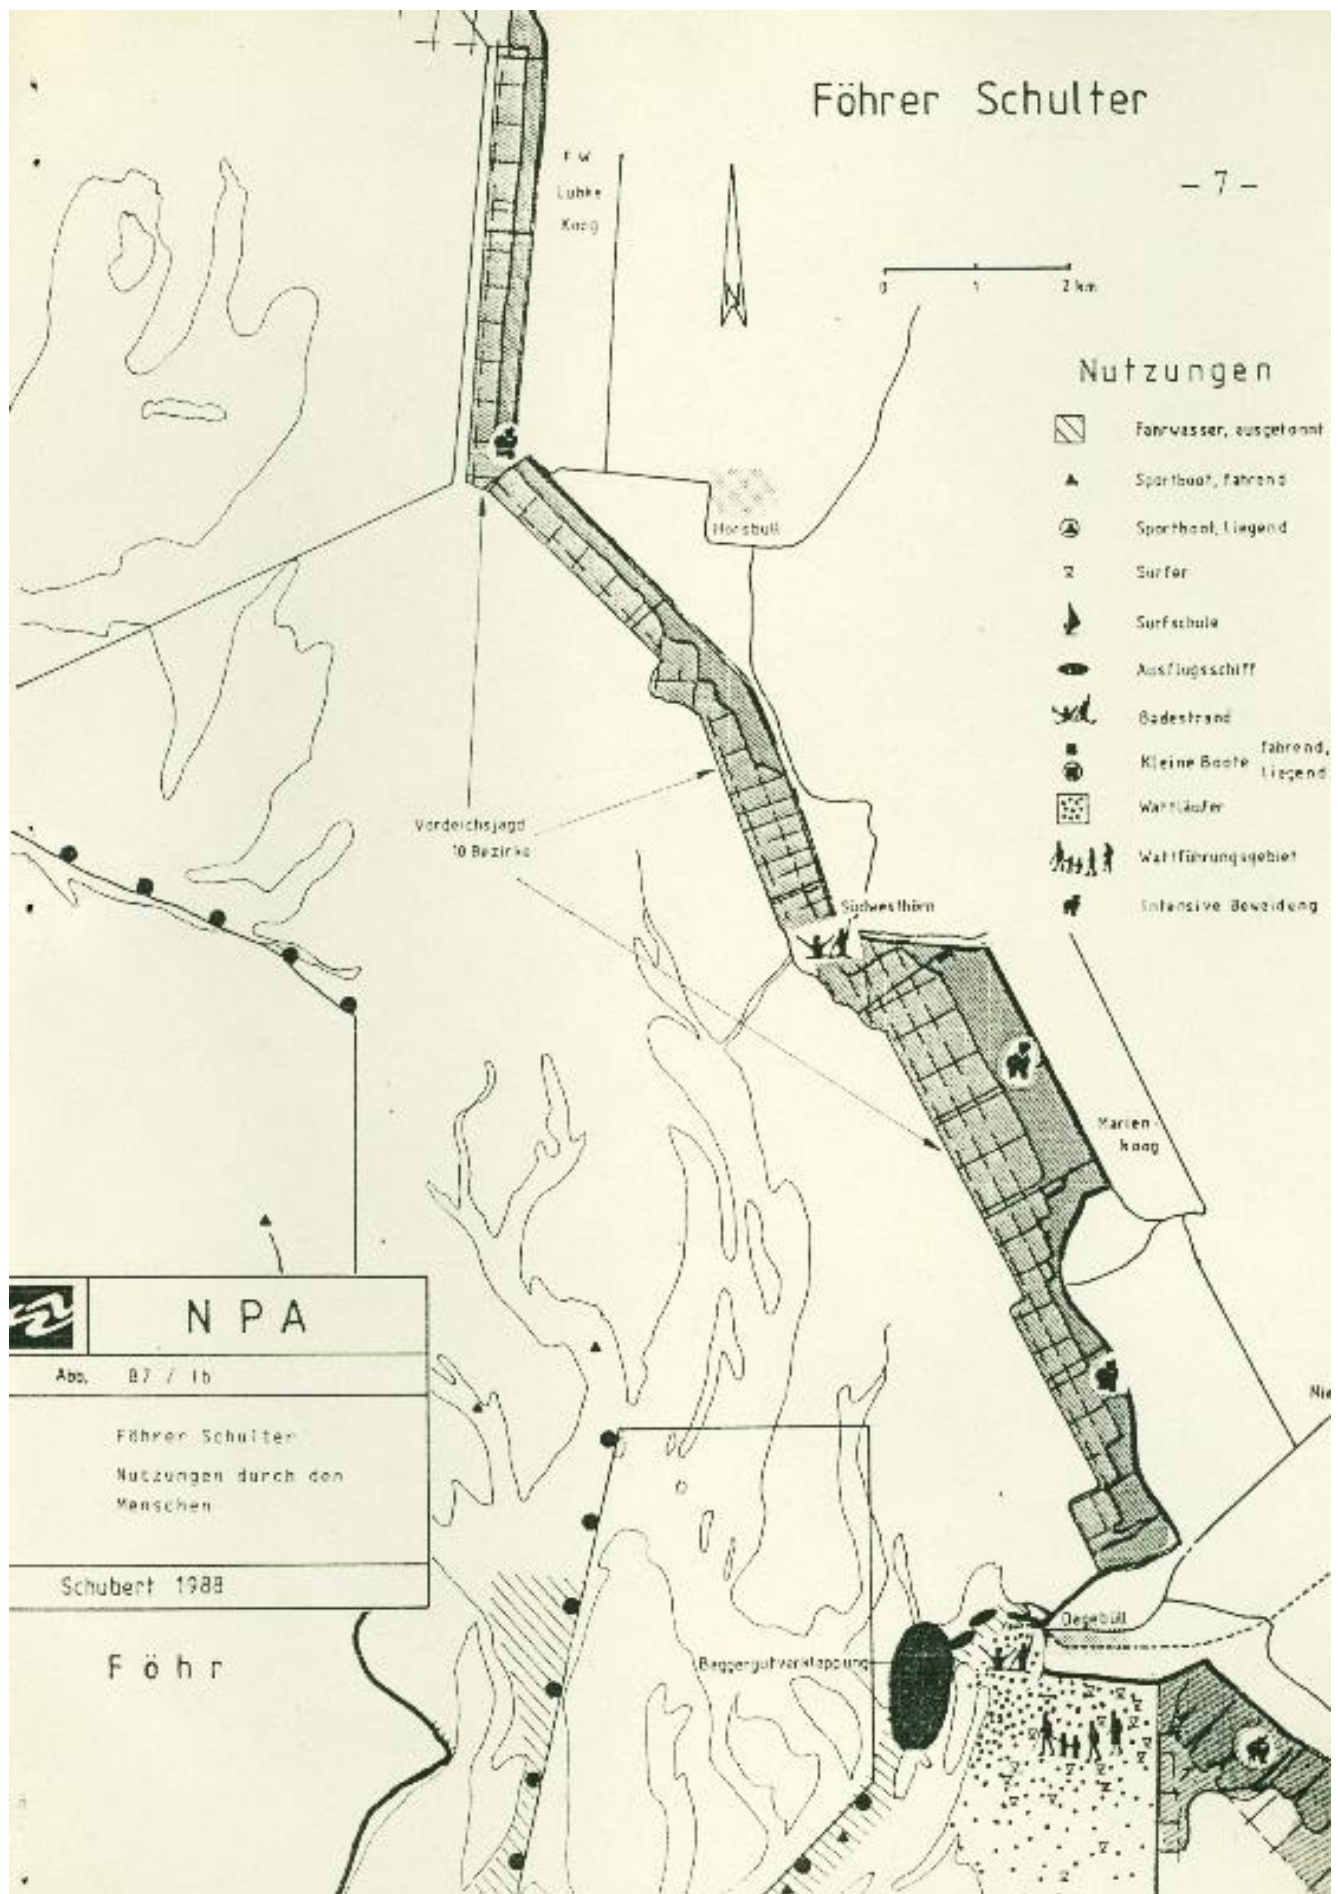 Föhrer Schulter
- 7 -
F W
Lübke
Koog
N
0 1 2 km
Nutzungen
Fahrwasser, ausgetonnt
Sportboot, fahrend
Sportboot, liegend
Surfer
Surfschule
Ausflugsschiff
Badestrand
Kleine Boote fahrend,
liegend
Wattläufer
Wattführungsgebiet
Intensive Beweidung
Horsbüll
Vordeichsjagd
10 Bezirke
Südwesthörn
Marien-
koog
Nie
NPA
Abb. 87 / 1b
Föhrer Schulter
Nutzungen durch den
Menschen
Schubert 1988
Föhr
Dagebüll
Baggergutverklappung